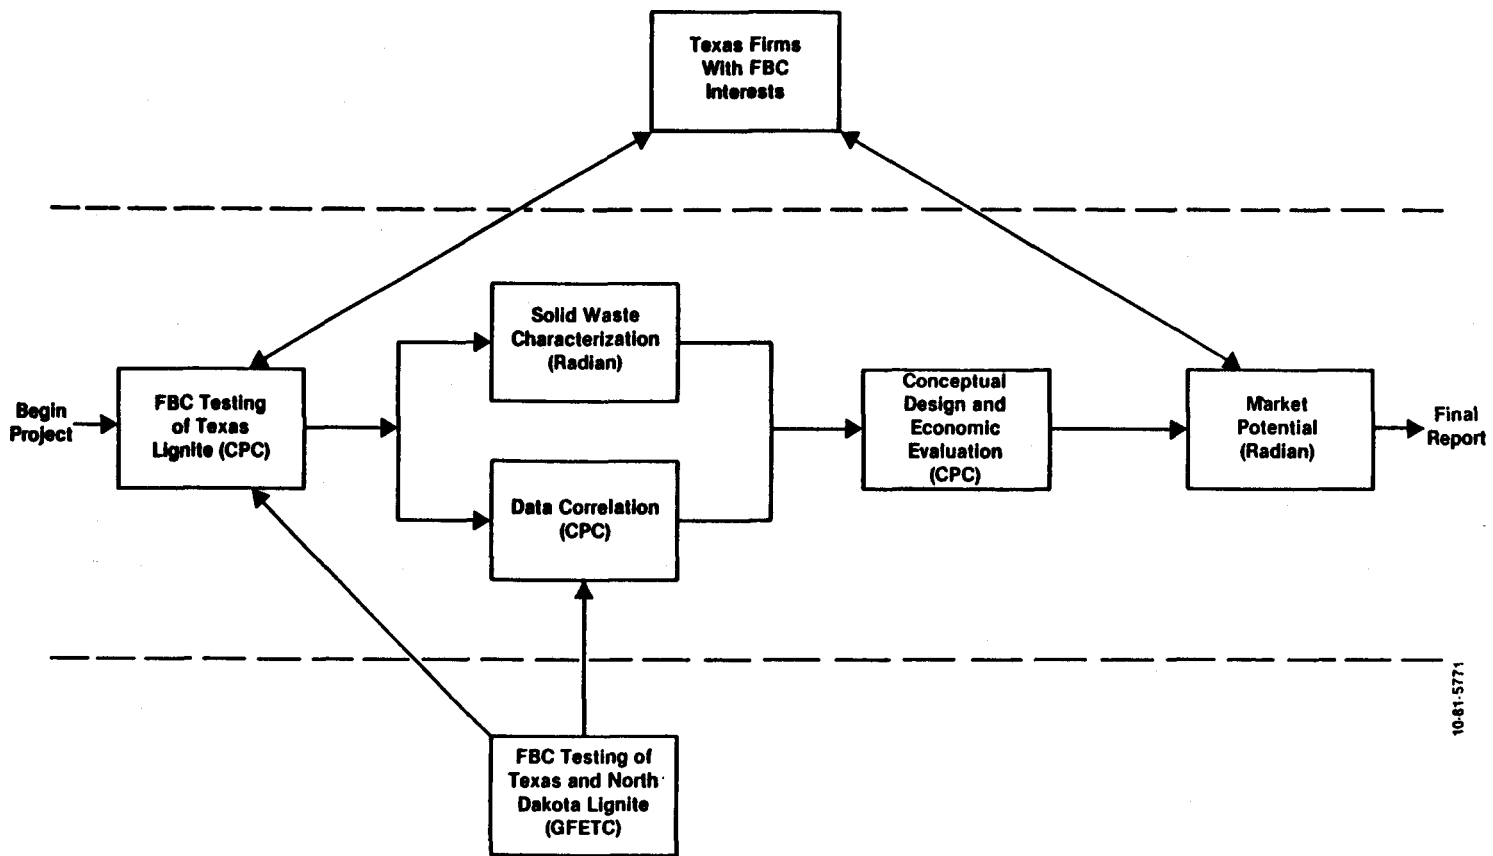 Texas Firms
With FBC
Interests
Solid Waste
Characterization
(Radian)
Begin
Project
FBC Testing
of Texas
Lignite (CPC)
Conceptual
Design and
Economic
Evaluation
(CPC)
Market
Potential
(Radian)
Final
Report
Data Correlation
(CPC)
FBC Testing of
Texas and North
Dakota Lignite
(GFETC)
10-81-5771